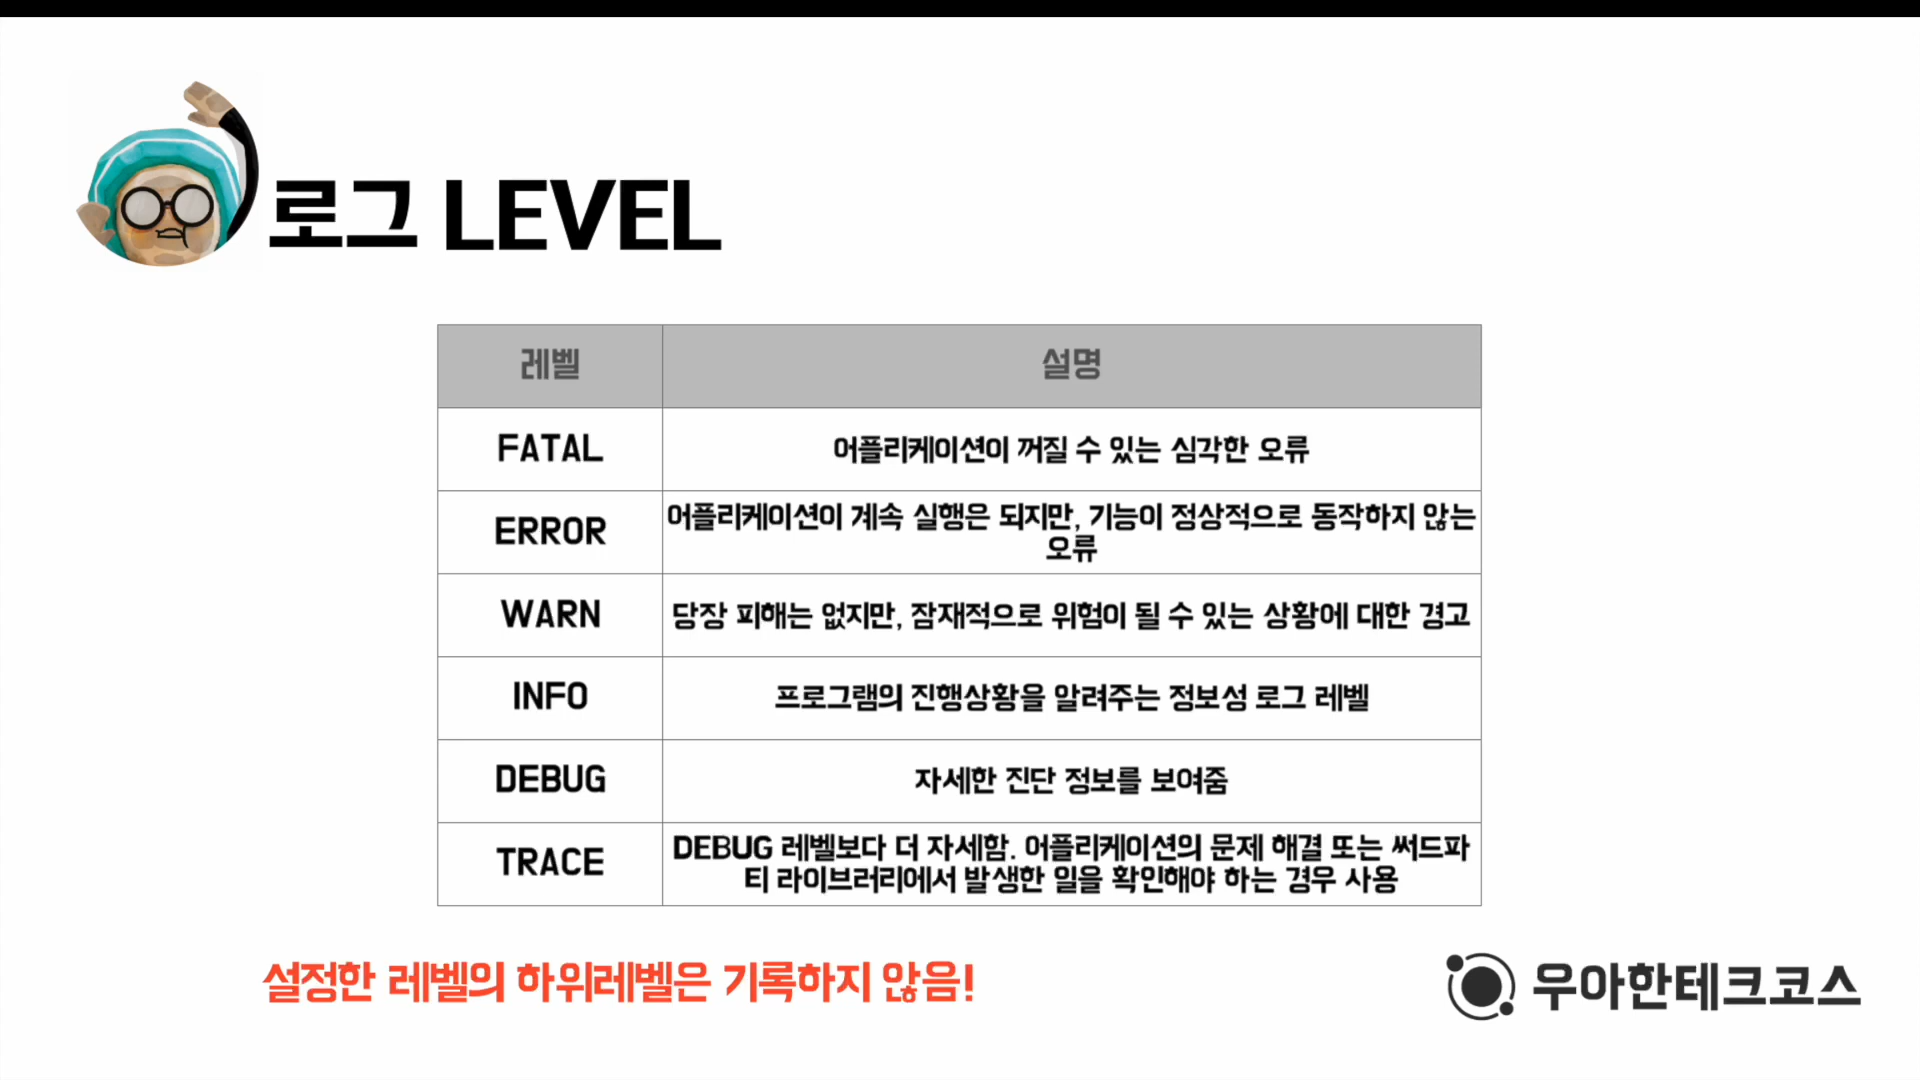 로그 LEVEL
레벨 설명
FATAL 어플리케이션이 꺼질 수 있는 심각한 오류
ERROR 어플리케이션이 계속 실행은 되지만, 기능이 정상적으로 동작하지 않는
오류
WARN 당장 피해는 없지만, 잠재적으로 위험이 될 수 있는 상황에 대한 경고
INFO 프로그램의 진행상황을 알려주는 정보성 로그 레벨
DEBUG 자세한 진단 정보를 보여줌
TRACE DEBUG 레벨보다 더 자세함. 어플리케이션의 문제 해결 또는 써드파
티 라이브러리에서 발생한 일을 확인해야 하는 경우 사용
설정한 레벨의 하위레벨은 기록하지 않음!
우아한테크코스